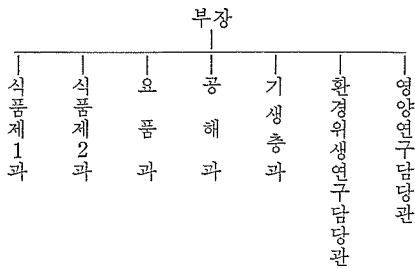 부장
식품제1과
식품제2과
요품과
공해과
기생충과
환경위생연구담당관
영양연구담당관